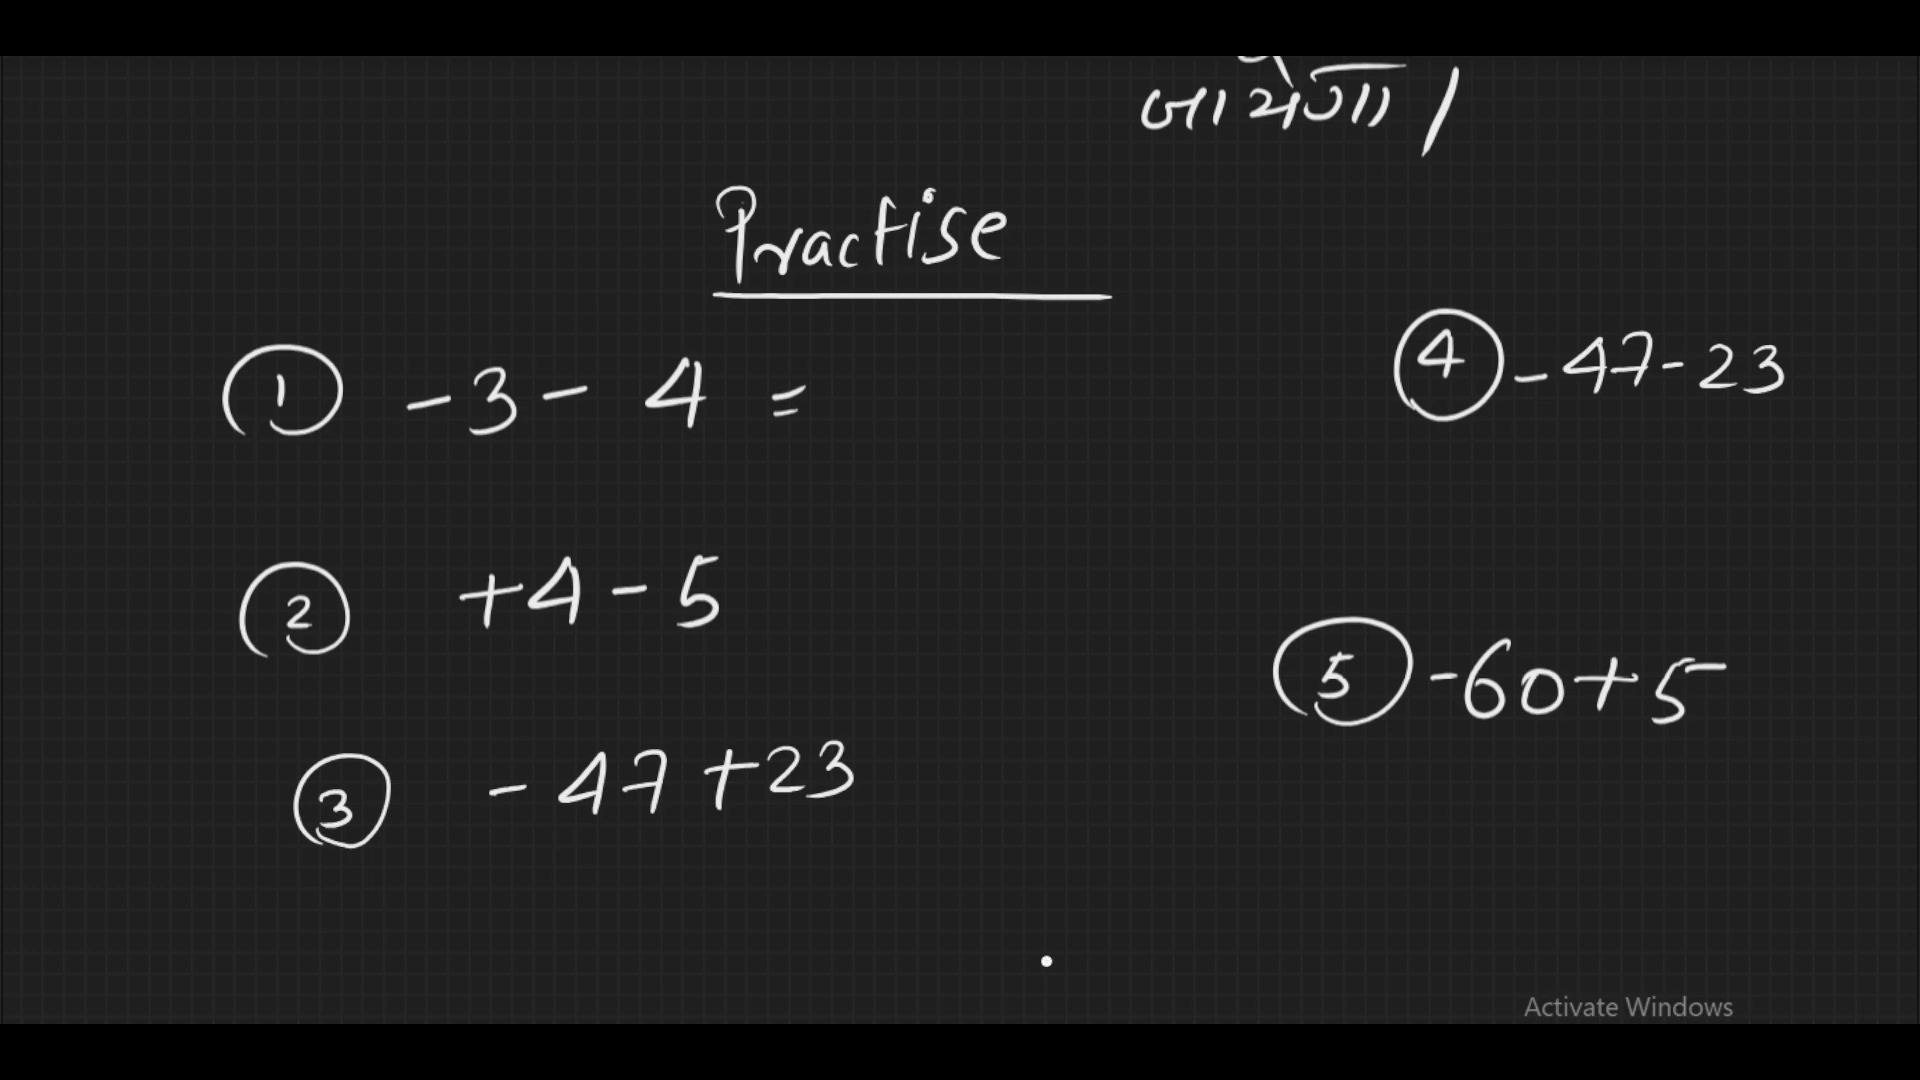 जायेगा |
Practise
① -3 - 4 =
② +4 - 5
③ - 47 + 23
④ - 47 - 23
⑤ -60 + 5
Activate Windows